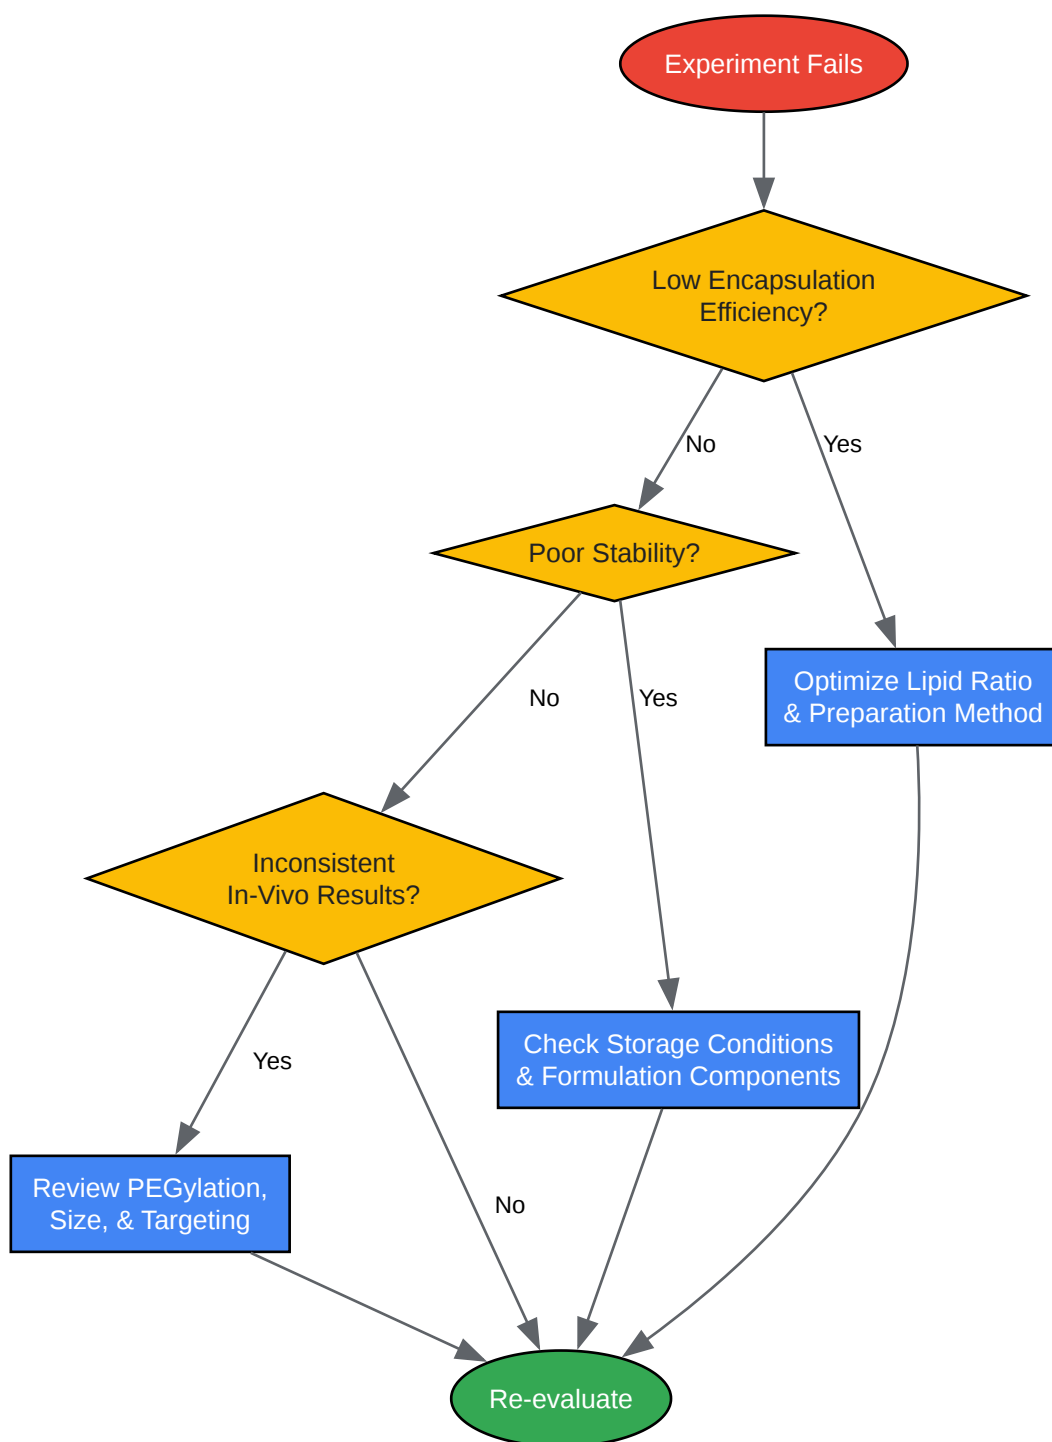 Experiment Fails
Low Encapsulation
Efficiency?
No
Yes
Poor Stability?
Optimize Lipid Ratio
& Preparation Method
No
Yes
Inconsistent
In-Vivo Results?
Check Storage Conditions
& Formulation Components
Yes
Review PEGylation,
Size, & Targeting
No
Re-evaluate